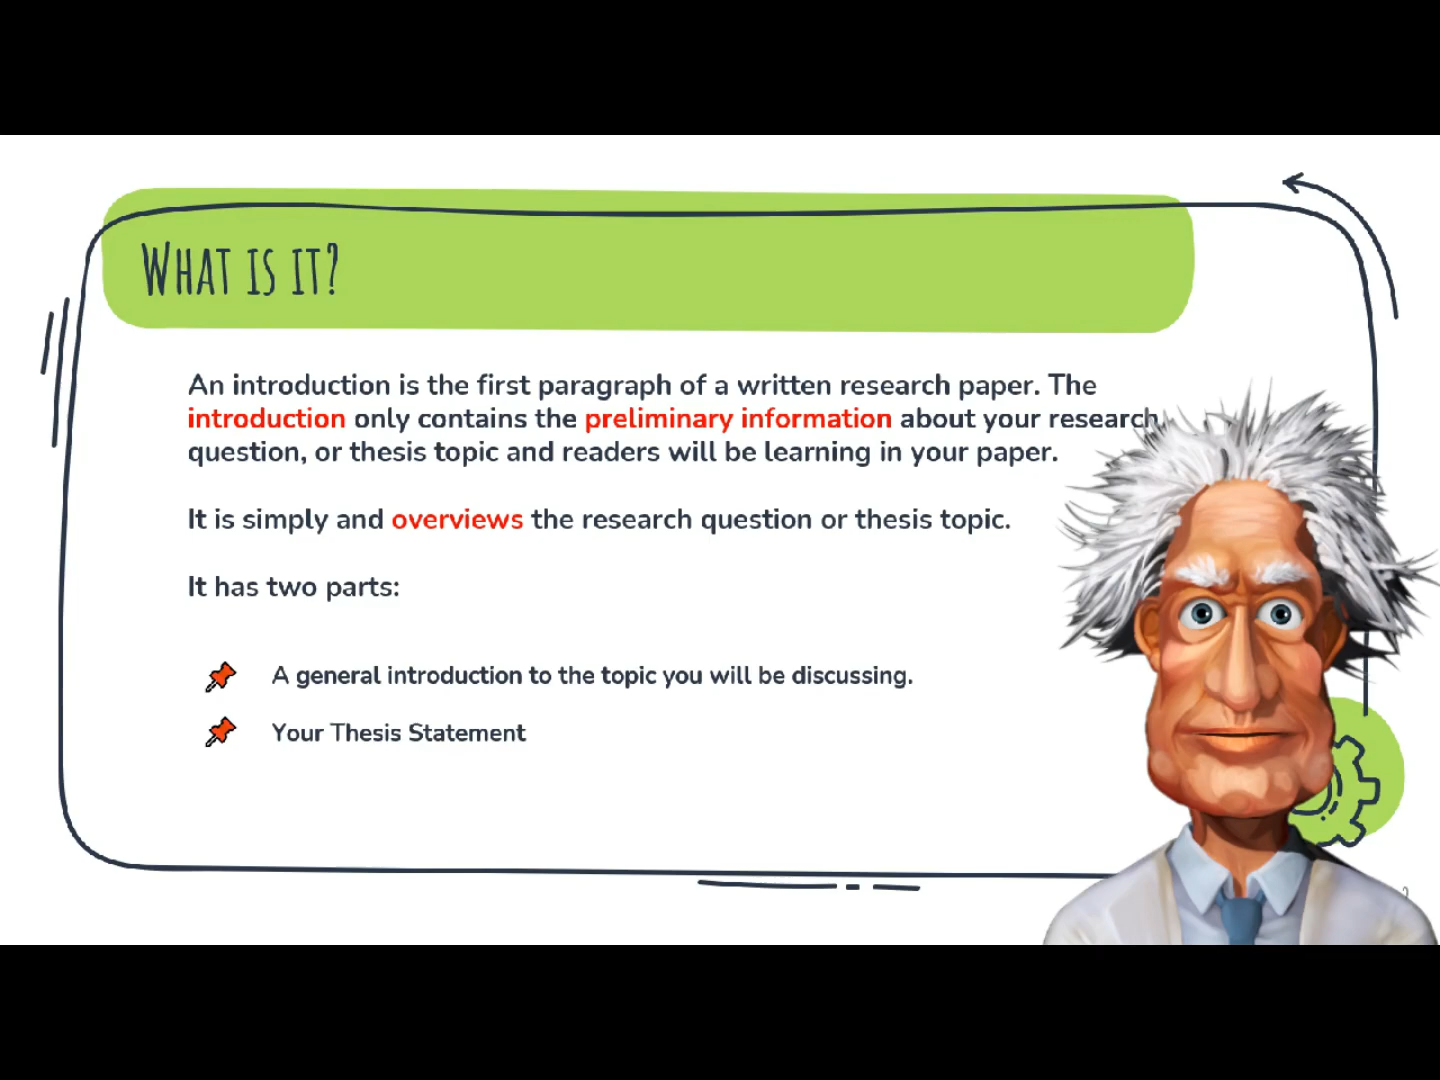 WHAT IS IT?
An introduction is the first paragraph of a written research paper. The
introduction only contains the preliminary information about your research
question, or thesis topic and readers will be learning in your paper.
It is simply and overviews the research question or thesis topic.
It has two parts:
A general introduction to the topic you will be discussing.
Your Thesis Statement